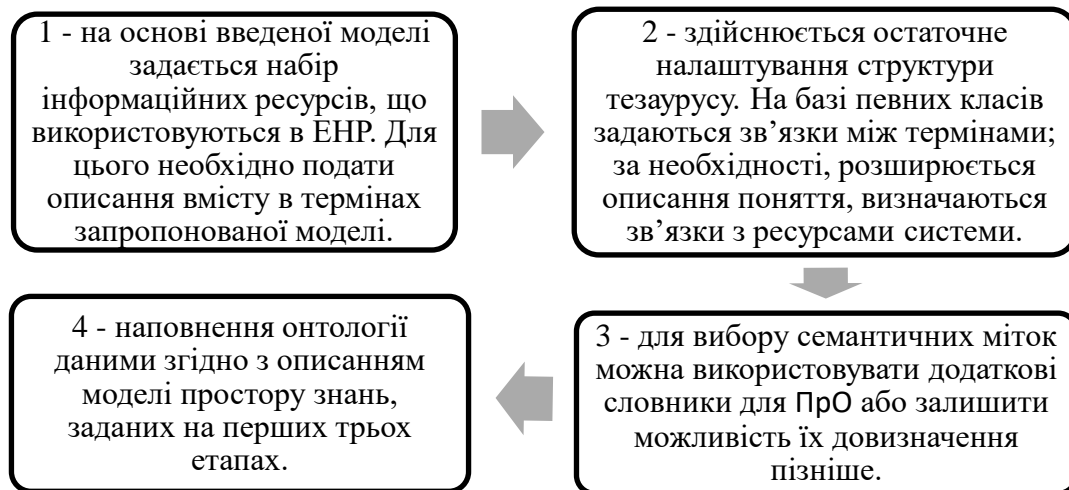 1 - на основі введеної моделі
задається набір
інформаційних ресурсів, що
використовуються в ЕНР. Для
цього необхідно подати
описання вмісту в термінах
запропонованої моделі.
2 - здійснюється остаточне
налаштування структури
тезаурусу. На базі певних класів
задаються зв’язки між термінами;
за необхідності, розширюється
описання поняття, визначаються
зв’язки з ресурсами системи.
3 - для вибору семантичних міток
можна використовувати додаткові
словники для ПрО або залишити
можливість їх довизначення
пізніше.
4 - наповнення онтології
даними згідно з описанням
моделі простору знань,
заданих на перших трьох
етапах.